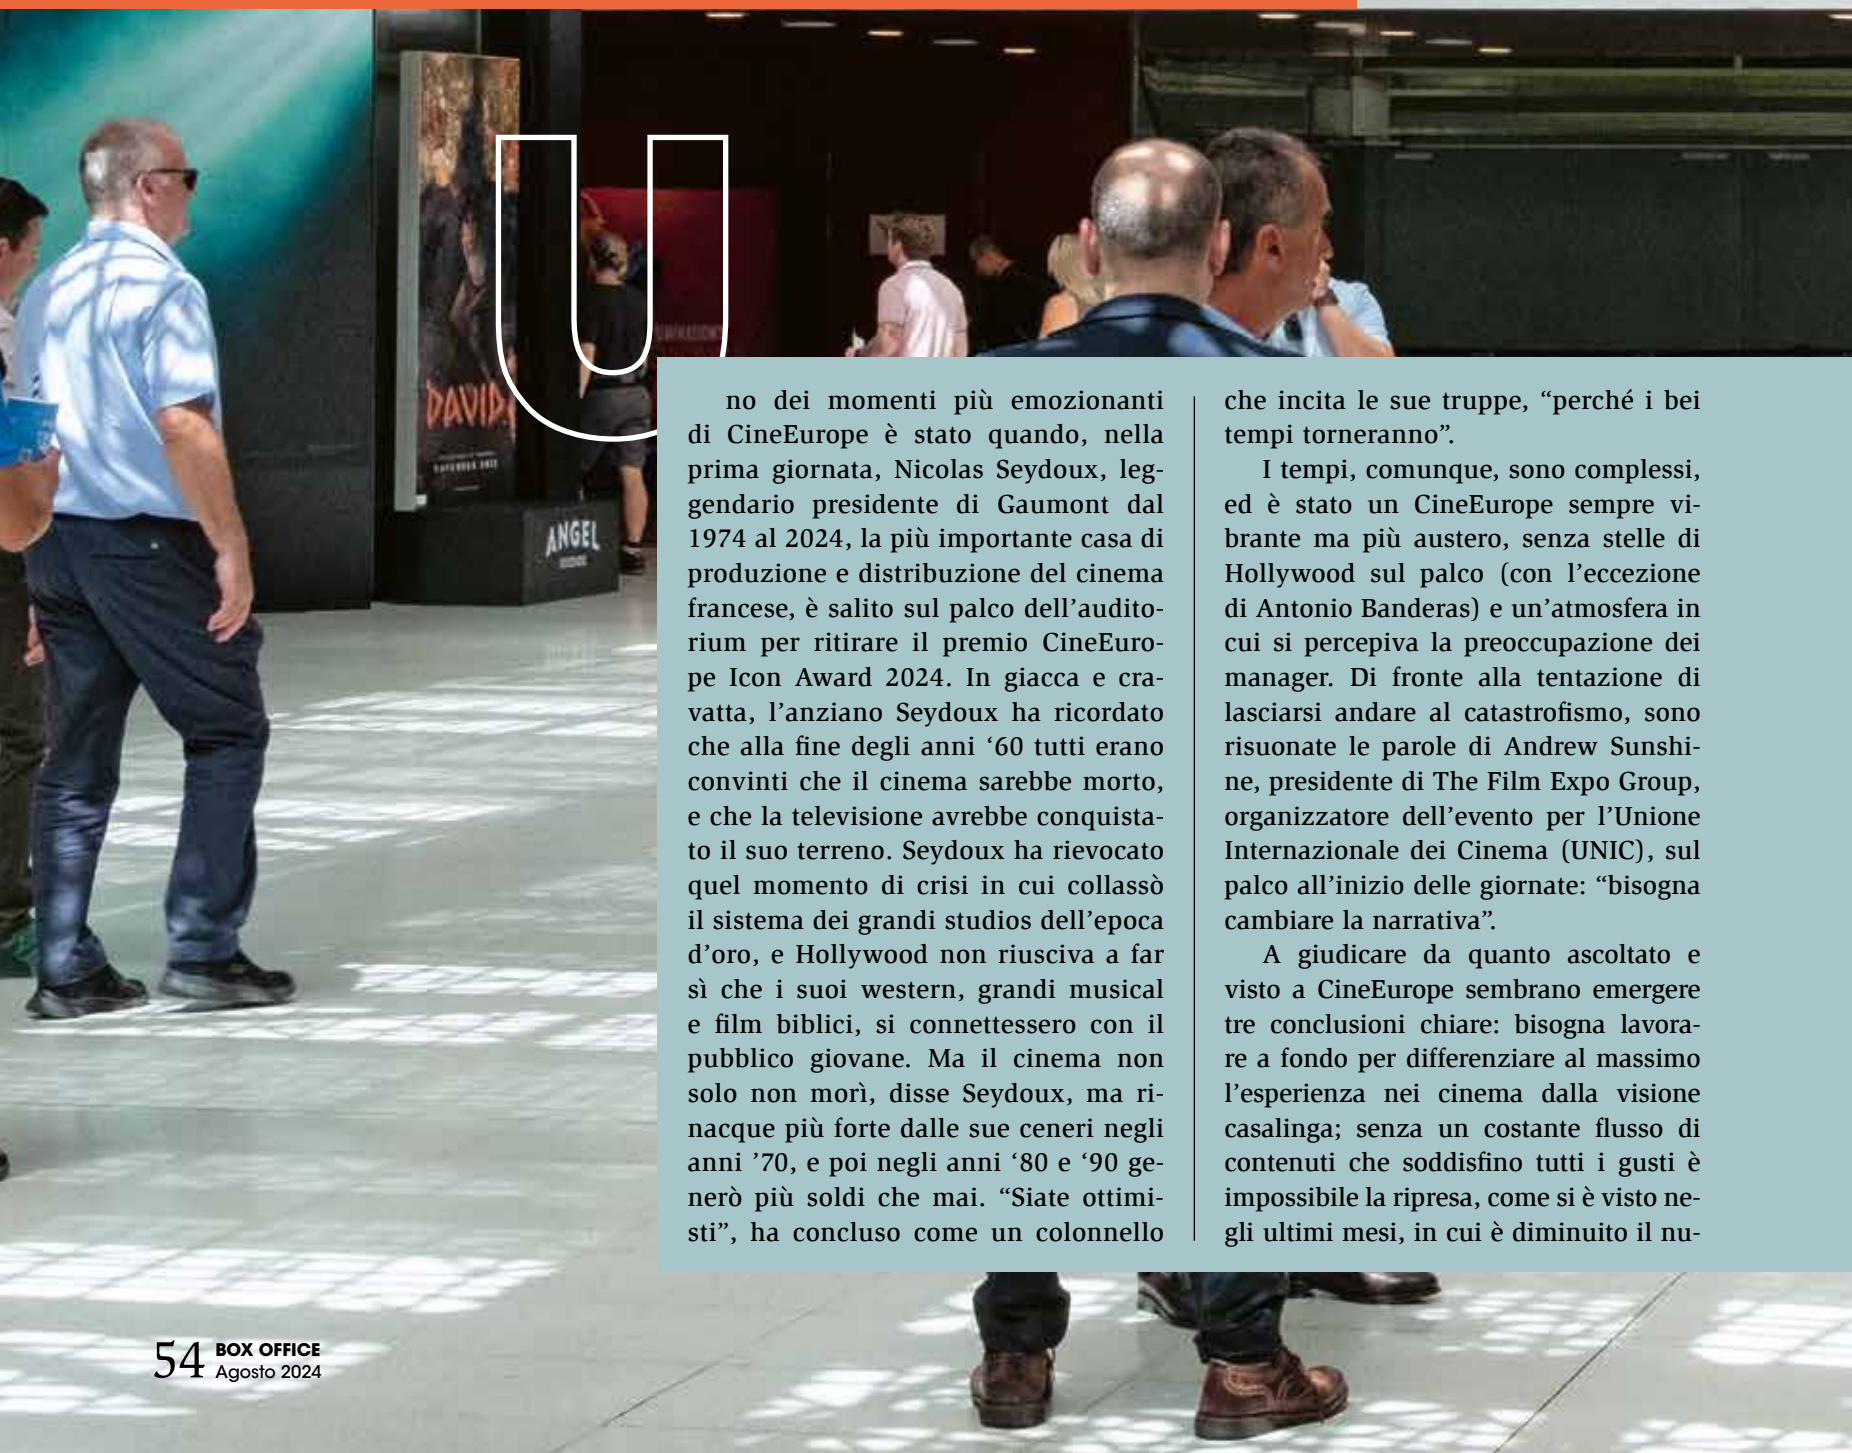 DAVID
ANGEL
U
no dei momenti più emozionanti
di CineEurope è stato quando, nella
prima giornata, Nicolas Seydoux, leg-
gendario presidente di Gaumont dal
1974 al 2024, la più importante casa di
produzione e distribuzione del cinema
francese, è salito sul palco dell’audito-
rium per ritirare il premio CineEuro-
pe Icon Award 2024. In giacca e cra-
vatta, l’anziano Seydoux ha ricordato
che alla fine degli anni ‘60 tutti erano
convinti che il cinema sarebbe morto,
e che la televisione avrebbe conquista-
to il suo terreno. Seydoux ha rievocato
quel momento di crisi in cui collassò
il sistema dei grandi studios dell’epoca
d’oro, e Hollywood non riusciva a far
sì che i suoi western, grandi musical
e film biblici, si connettessero con il
pubblico giovane. Ma il cinema non
solo non morì, disse Seydoux, ma ri-
nacque più forte dalle sue ceneri negli
anni ’70, e poi negli anni ‘80 e ‘90 ge-
nerò più soldi che mai. “Siate ottimi-
sti”, ha concluso come un colonnello
che incita le sue truppe, “perché i bei
tempi torneranno”.
I tempi, comunque, sono complessi,
ed è stato un CineEurope sempre vi-
brante ma più austero, senza stelle di
Hollywood sul palco (con l’eccezione
di Antonio Banderas) e un’atmosfera in
cui si percepiva la preoccupazione dei
manager. Di fronte alla tentazione di
lasciarsi andare al catastrofismo, sono
risuonate le parole di Andrew Sunshi-
ne, presidente di The Film Expo Group,
organizzatore dell’evento per l’Unione
Internazionale dei Cinema (UNIC), sul
palco all’inizio delle giornate: “bisogna
cambiare la narrativa”.
A giudicare da quanto ascoltato e
visto a CineEurope sembrano emergere
tre conclusioni chiare: bisogna lavora-
re a fondo per differenziare al massimo
l’esperienza nei cinema dalla visione
casalinga; senza un costante flusso di
contenuti che soddisfino tutti i gusti è
impossibile la ripresa, come si è visto ne-
gli ultimi mesi, in cui è diminuito il nu-
54 BOX OFFICE
Agosto 2024